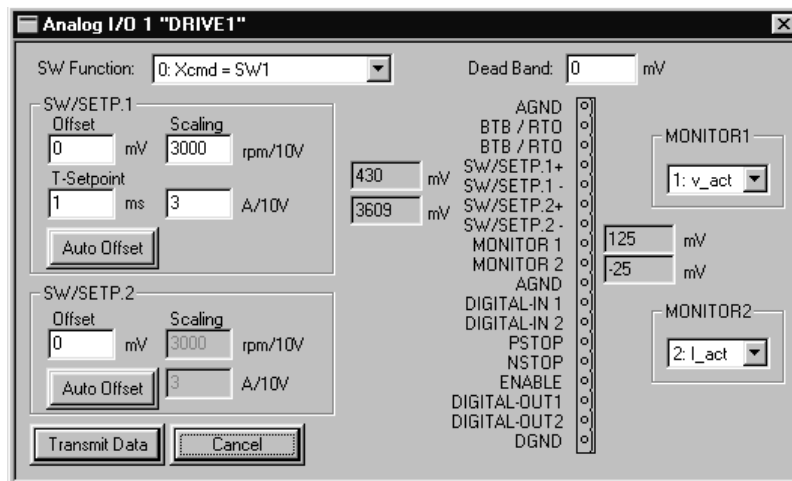 Analog I/O 1 "DRIVE1"
SW Function: 0: Xcmd = SW1
Dead Band: 0 mV
SW/SETP.1
Offset Scaling
0 mV 3000 rpm/10V
T-Setpoint
1 ms 3 A/10V
Auto Offset
SW/SETP.2
Offset Scaling
0 mV 3000 rpm/10V
Auto Offset 3 A/10V
Transmit Data Cancel
430 mV
3609 mV
AGND
BTB / RTO
BTB / RTO
SW/SETP.1+
SW/SETP.1 -
SW/SETP.2+
SW/SETP.2 -
MONITOR 1
MONITOR 2
AGND
DIGITAL-IN 1
DIGITAL-IN 2
PSTOP
NSTOP
ENABLE
DIGITAL-OUT1
DIGITAL-OUT2
DGND
125 mV
-25 mV
MONITOR1
1: v_act
MONITOR2
2: I_act